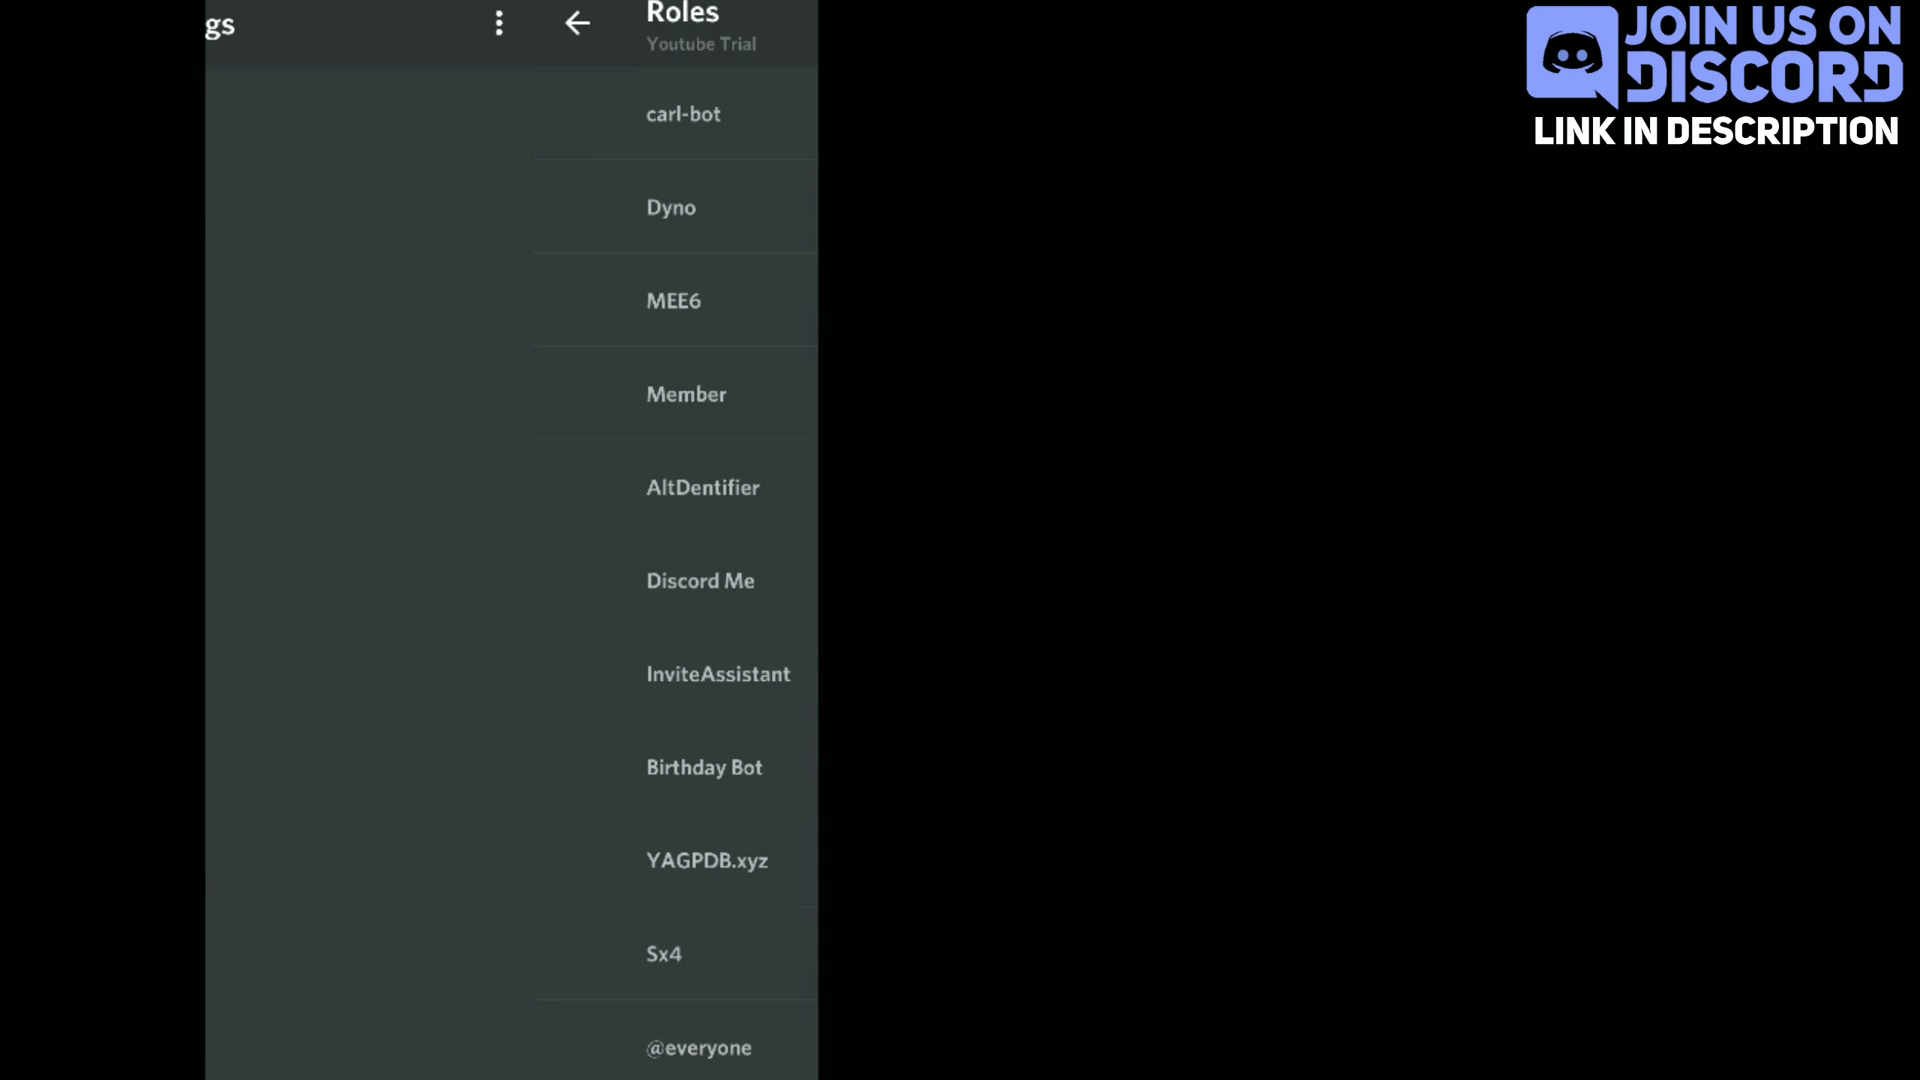 gs
Roles
Youtube Trial
carl-bot
Dyno
MEE6
Member
AltDentifier
Discord Me
InviteAssistant
Birthday Bot
YAGPDB.xyz
Sx4
@everyone
JOIN US ON
DISCORD
LINK IN DESCRIPTION